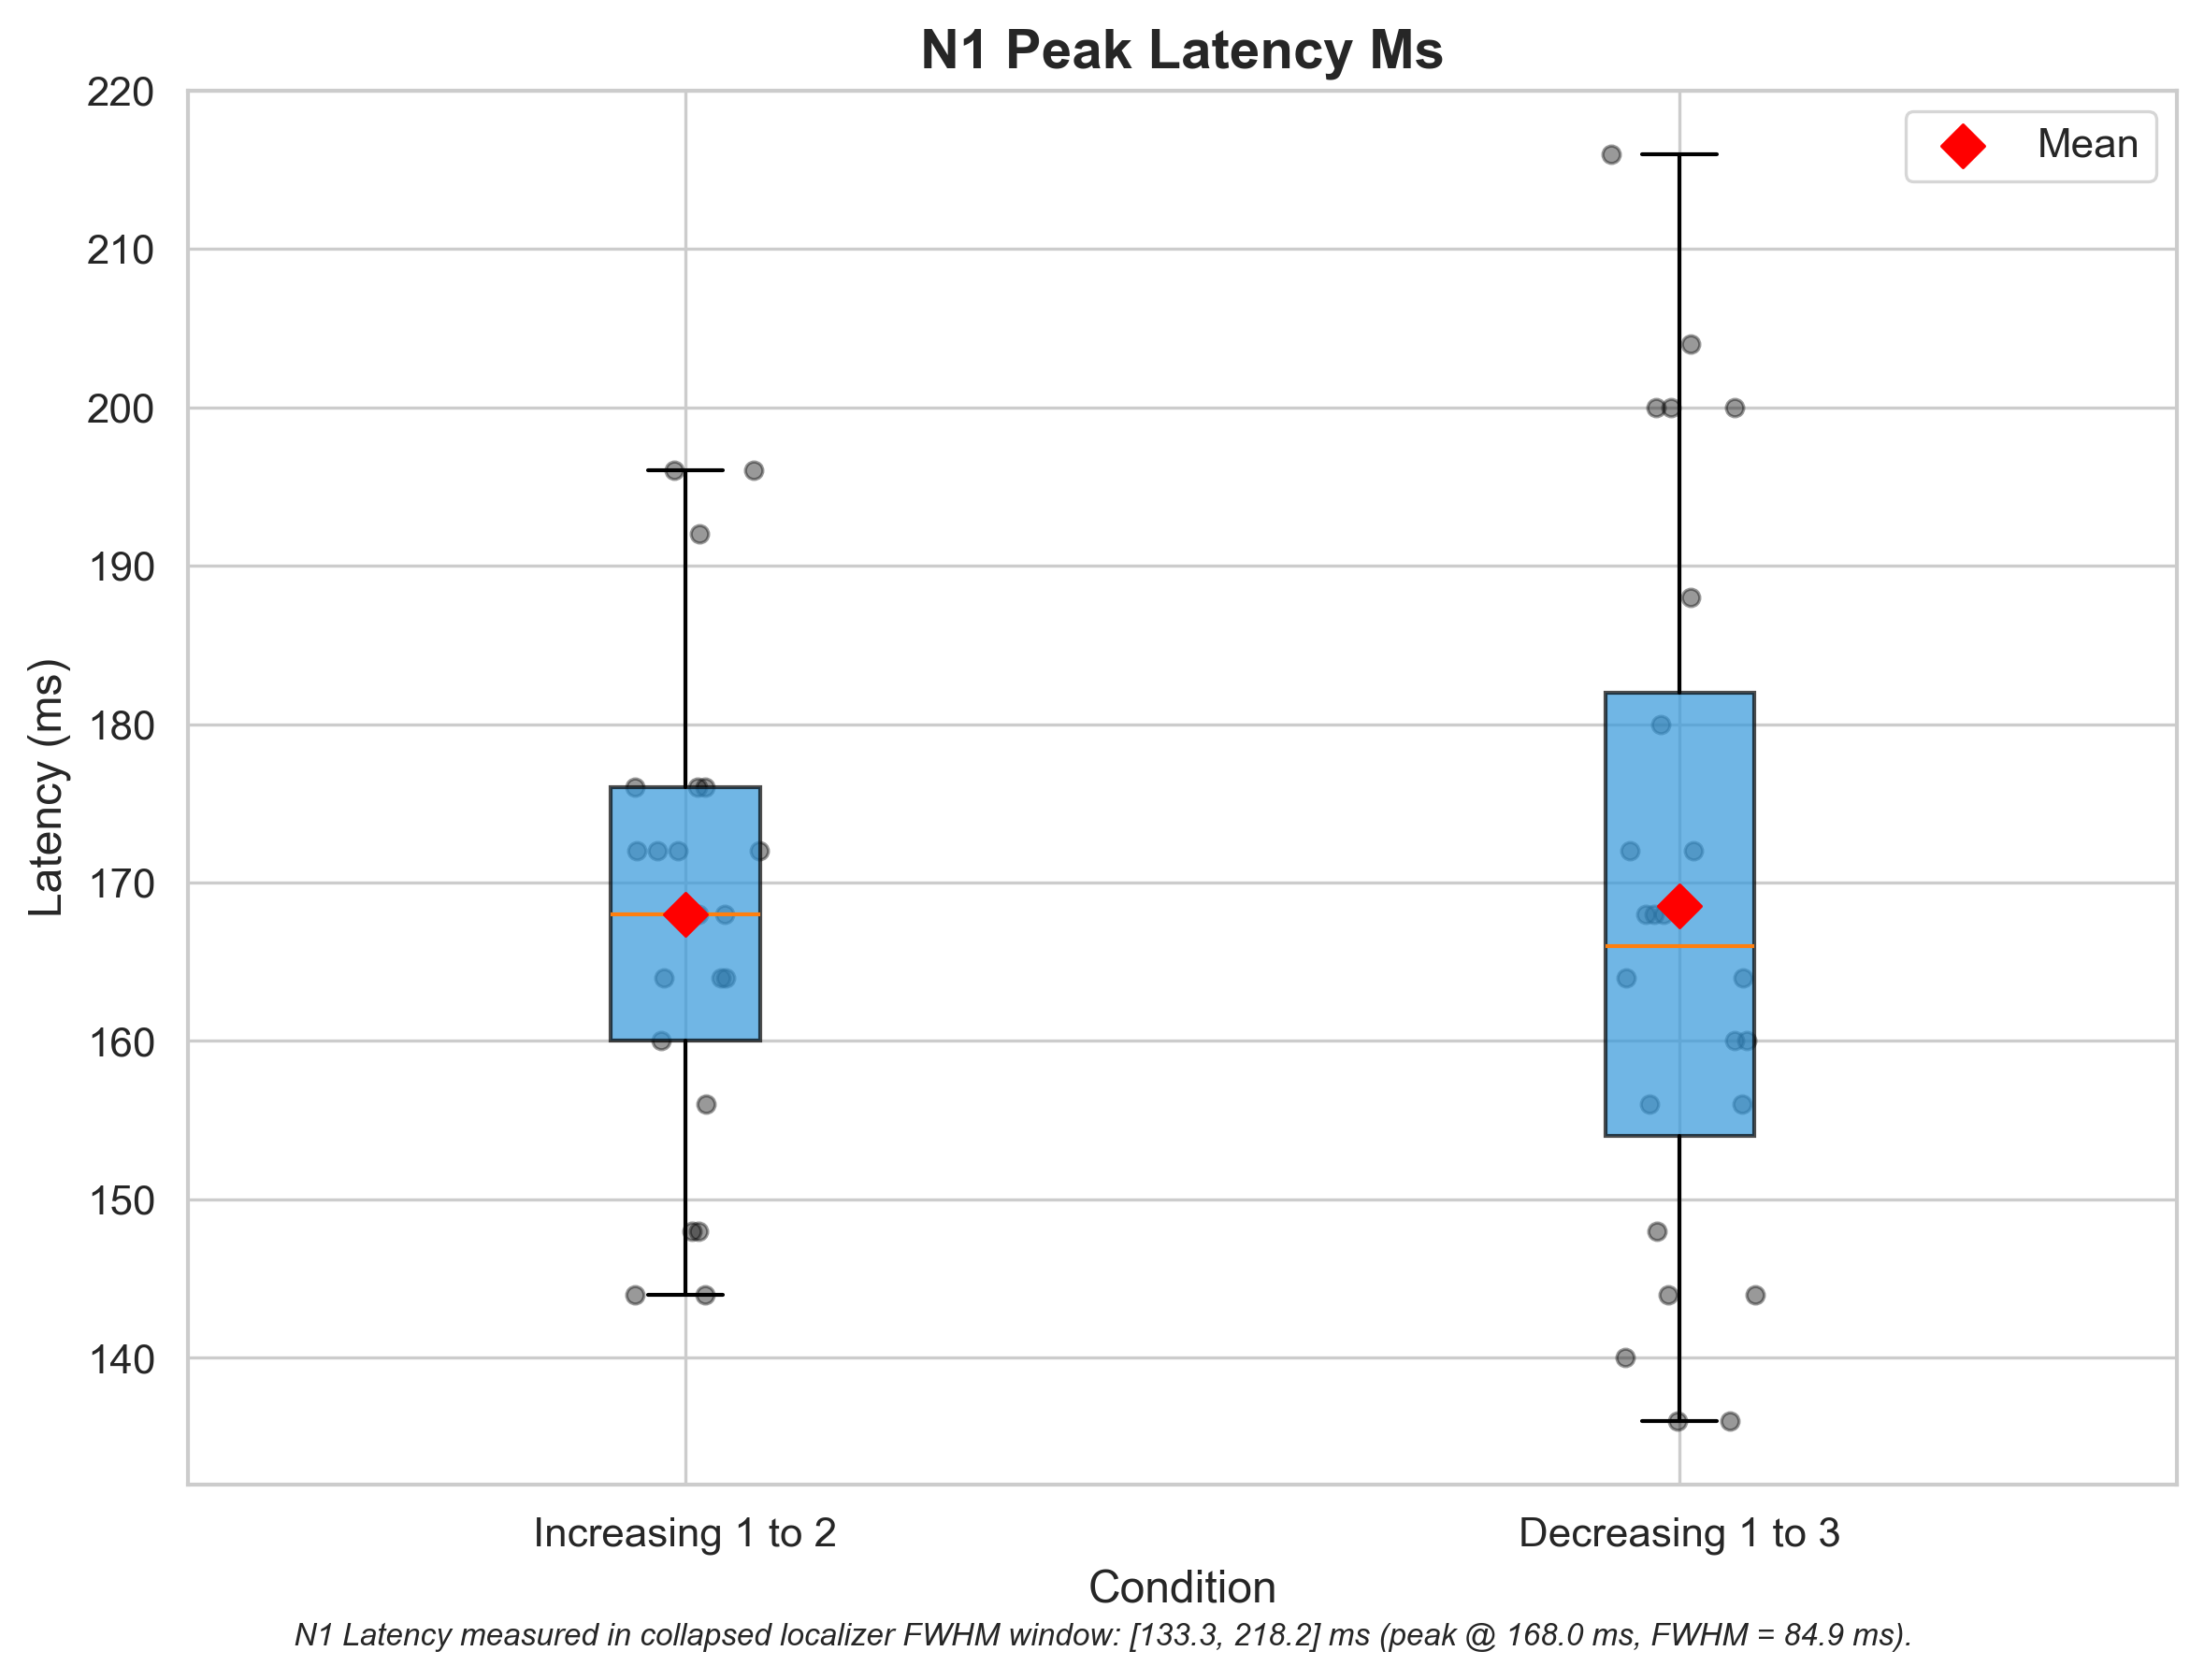 N1 Peak Latency Ms
Mean
220
210
200
190
180
170
160
150
140
Latency (ms)
Increasing 1 to 2
Decreasing 1 to 3
Condition
N1 Latency measured in collapsed localizer FWHM window: [133.3, 218.2] ms (peak @ 168.0 ms, FWHM = 84.9 ms).